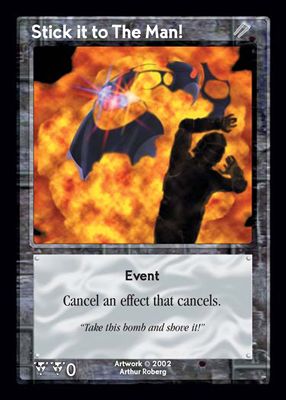 Stick it to The Man!
Event
Cancel an effect that cancels.
"Take this bomb and shove it!"
Artwork © 2002
Arthur Roberg
0